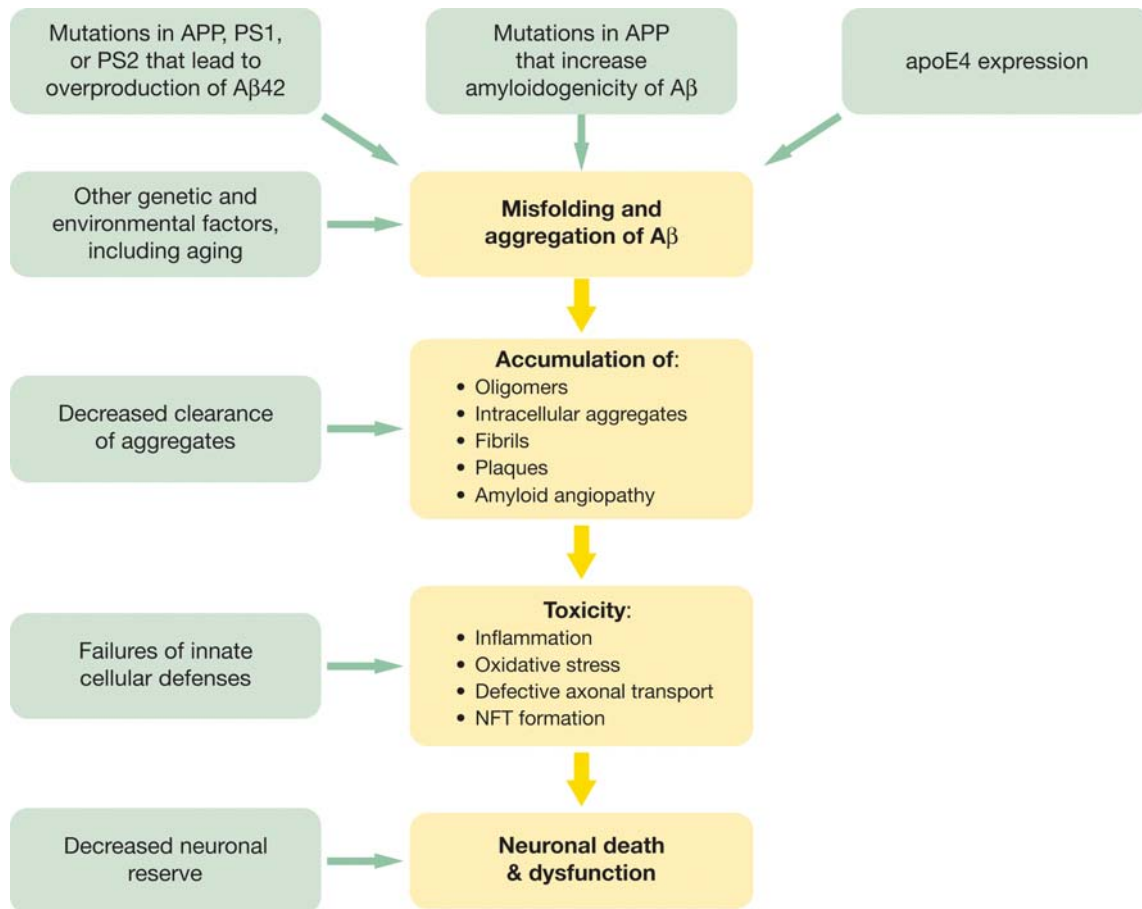 Mutations in APP, PS1,
or PS2 that lead to
overproduction of Aβ42
Mutations in APP
that increase
amyloidogenicity of Aβ
apoE4 expression
Other genetic and
environmental factors,
including aging
Misfolding and
aggregation of Aβ
Decreased clearance
of aggregates
Accumulation of:
• Oligomers
• Intracellular aggregates
• Fibrils
• Plaques
• Amyloid angiopathy
Failures of innate
cellular defenses
Toxicity:
• Inflammation
• Oxidative stress
• Defective axonal transport
• NFT formation
Decreased neuronal
reserve
Neuronal death
& dysfunction